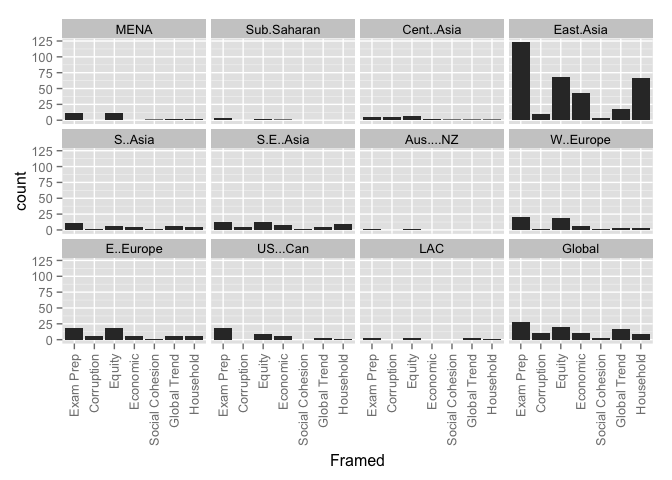 MENA Sub.Saharan Cent..Asia East.Asia
125
100
75
50
25
0
S..Asia S.E..Asia Aus....NZ W..Europe
125
100
75
50
25
0
E..Europe US...Can LAC Global
125
100
75
50
25
0
count
Exam Prep Corruption Equity Economic Social Cohesion Global Trend Household
Exam Prep Corruption Equity Economic Social Cohesion Global Trend Household
Exam Prep Corruption Equity Economic Social Cohesion Global Trend Household
Exam Prep Corruption Equity Economic Social Cohesion Global Trend Household
Framed